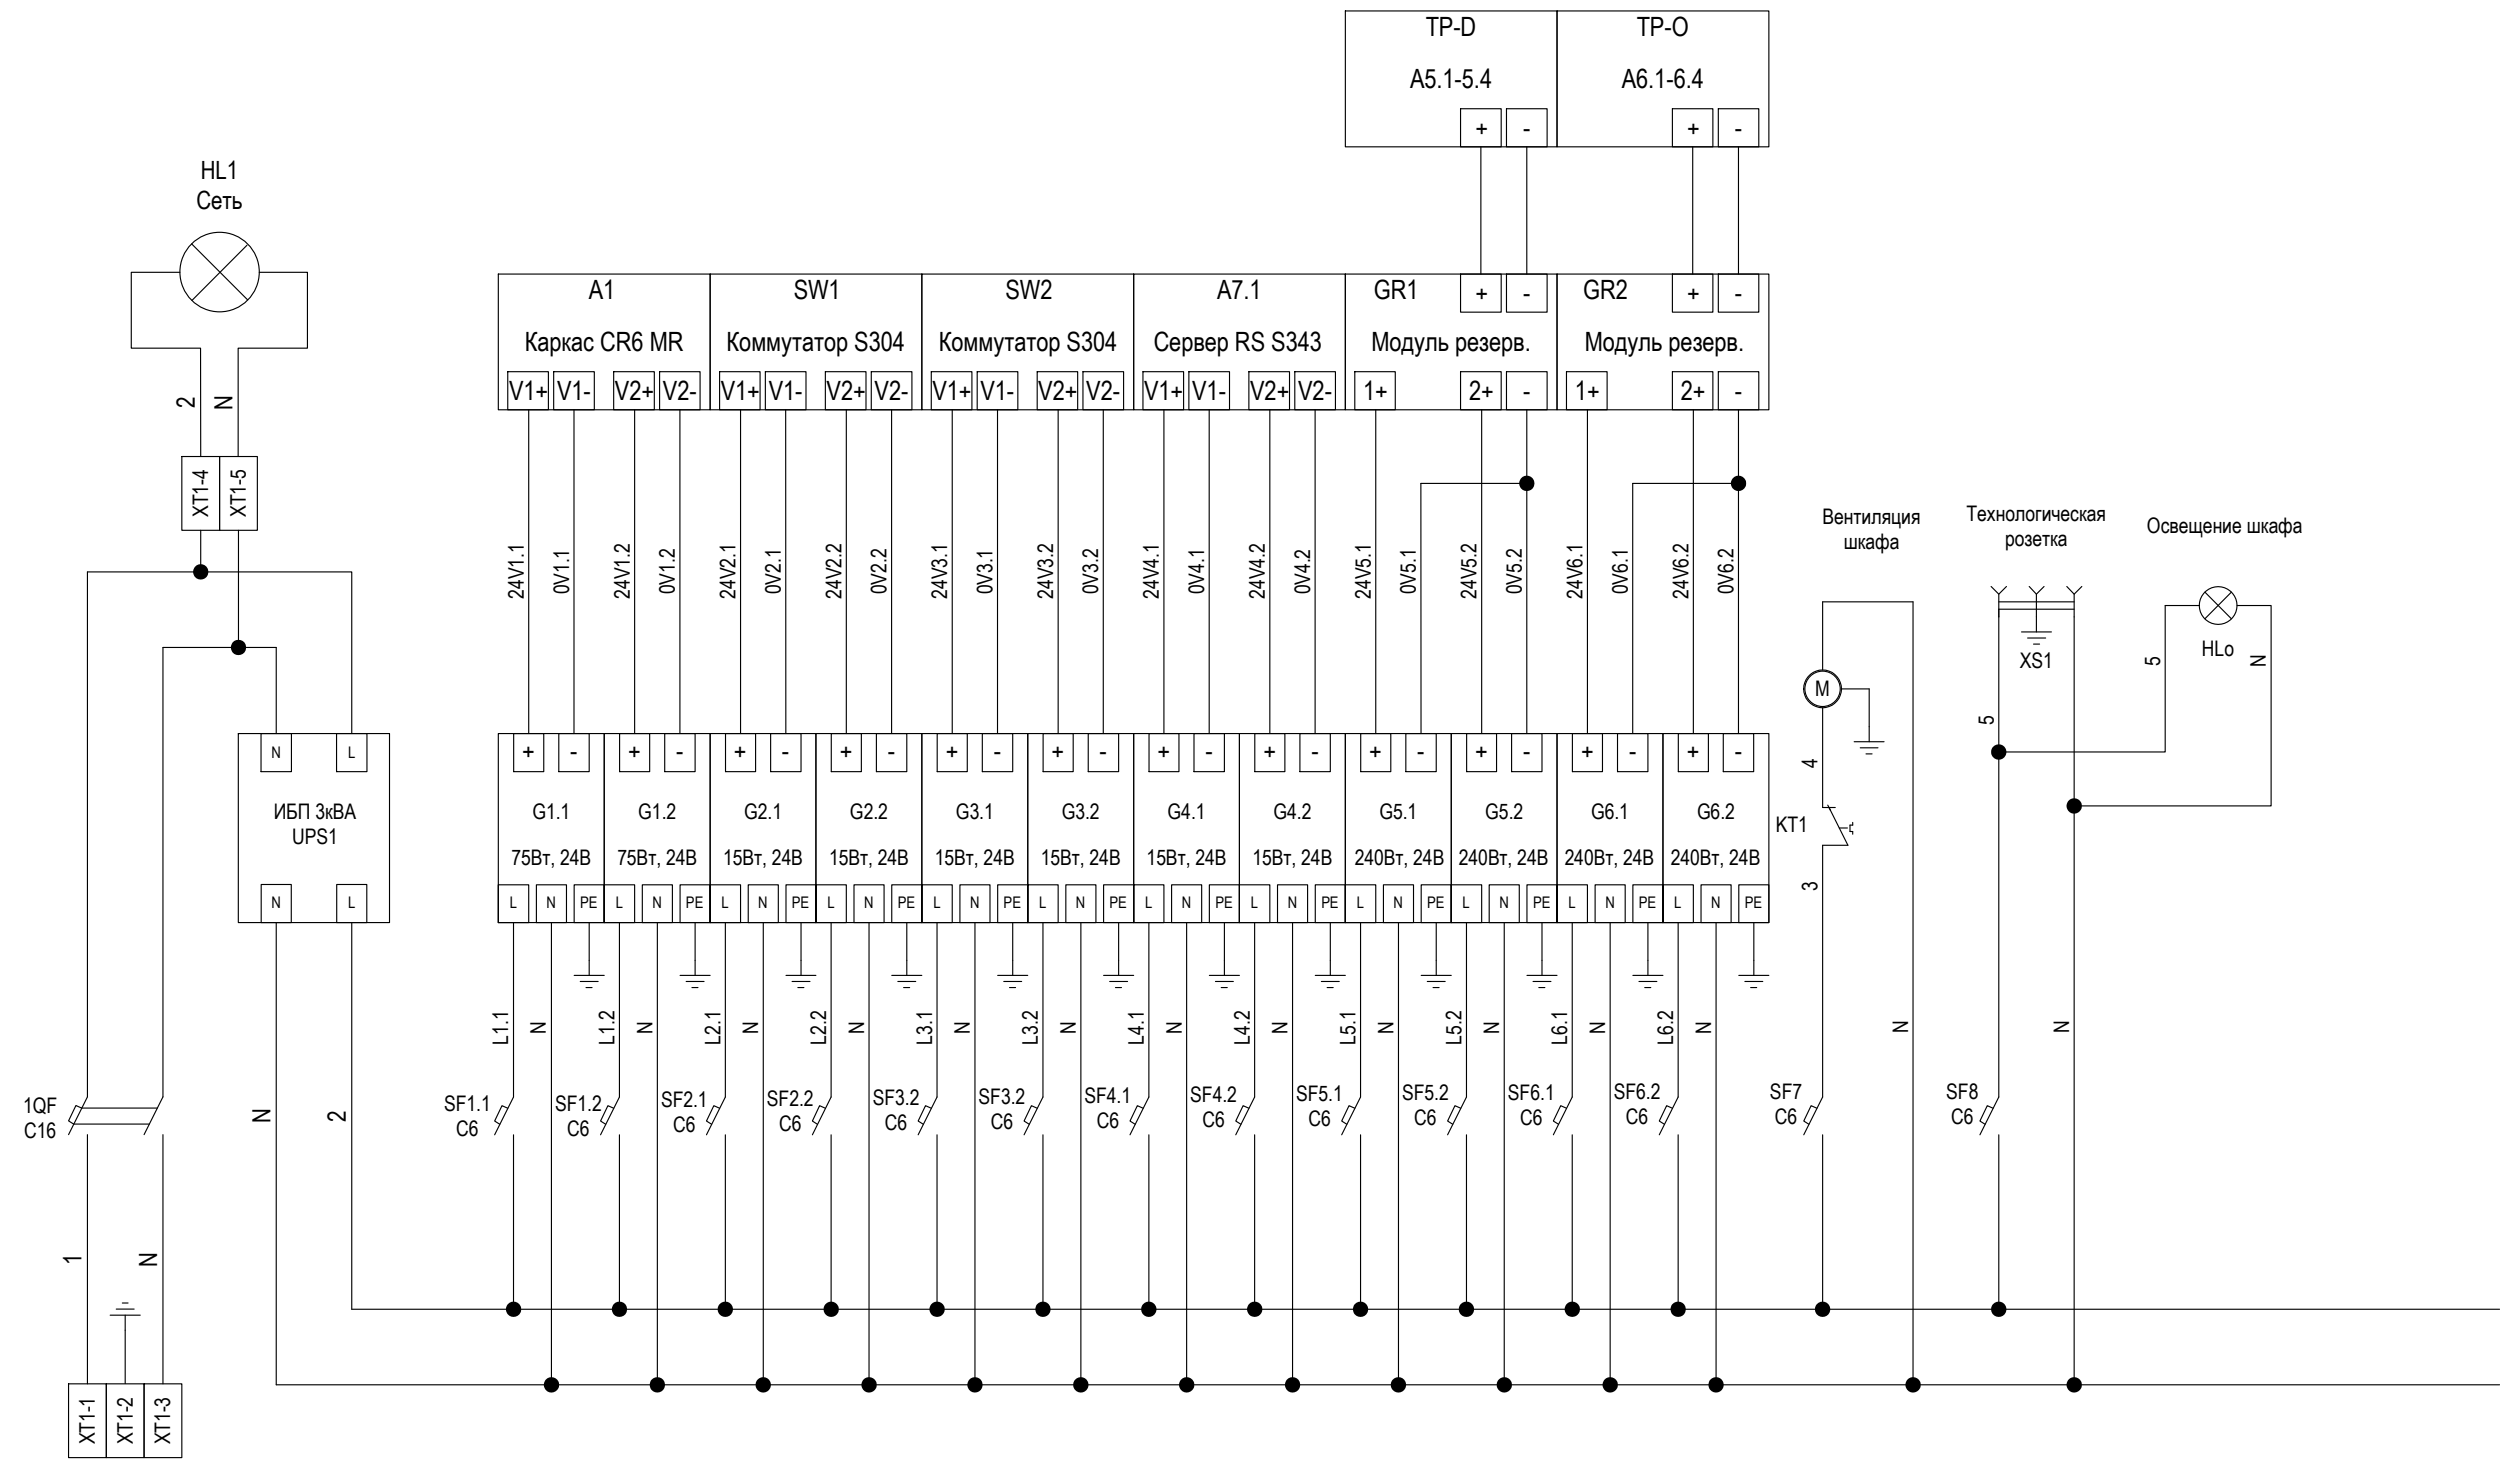 TP-D
TP-O
A5.1-5.4
A6.1-6.4
+
-
+
-
HL1
Сеть
A1
SW1
SW2
A7.1
GR1
+
-
GR2
+
-
Каркас CR6 MR
Коммутатор S304
Коммутатор S304
Сервер RS S343
Модуль резерв.
Модуль резерв.
V1+
V1-
V2+
V2-
V1+
V1-
V2+
V2-
V1+
V1-
V2+
V2-
V1+
V1-
V2+
V2-
1+
2+
-
1+
2+
-
2
N
XT1-4
XT1-5
24V1.1
0V1.1
24V1.2
0V1.2
24V2.1
0V2.1
24V2.2
0V2.2
24V3.1
0V3.1
24V3.2
0V3.2
24V4.1
0V4.1
24V4.2
0V4.2
24V5.1
0V5.1
24V5.2
0V5.2
24V6.1
0V6.1
24V6.2
0V6.2
Вентиляция
шкафа
Технологическая
розетка
Освещение шкафа
XS1
HLo
5
N
5
M
4
KT1
3
N
L
ИБП 3кВА
UPS1
N
L
+
-
+
-
+
-
+
-
+
-
+
-
+
-
+
-
+
-
+
-
+
-
+
-
G1.1
G1.2
G2.1
G2.2
G3.1
G3.2
G4.1
G4.2
G5.1
G5.2
G6.1
G6.2
75Вт, 24В
75Вт, 24В
15Вт, 24В
15Вт, 24В
15Вт, 24В
15Вт, 24В
15Вт, 24В
15Вт, 24В
240Вт, 24В
240Вт, 24В
240Вт, 24В
240Вт, 24В
L
N
PE
L
N
PE
L
N
PE
L
N
PE
L
N
PE
L
N
PE
L
N
PE
L
N
PE
L
N
PE
L
N
PE
L
N
PE
L
N
PE
L1.1
N
L1.2
N
L2.1
N
L2.2
N
L3.1
N
L3.2
N
L4.1
N
L4.2
N
L5.1
N
L5.2
N
L6.1
N
L6.2
N
N
N
1QF
C16
N
2
SF1.1
C6
SF1.2
C6
SF2.1
C6
SF2.2
C6
SF3.2
C6
SF3.2
C6
SF4.1
C6
SF4.2
C6
SF5.1
C6
SF5.2
C6
SF6.1
C6
SF6.2
C6
SF7
C6
SF8
C6
1
N
XT1-1
XT1-2
XT1-3